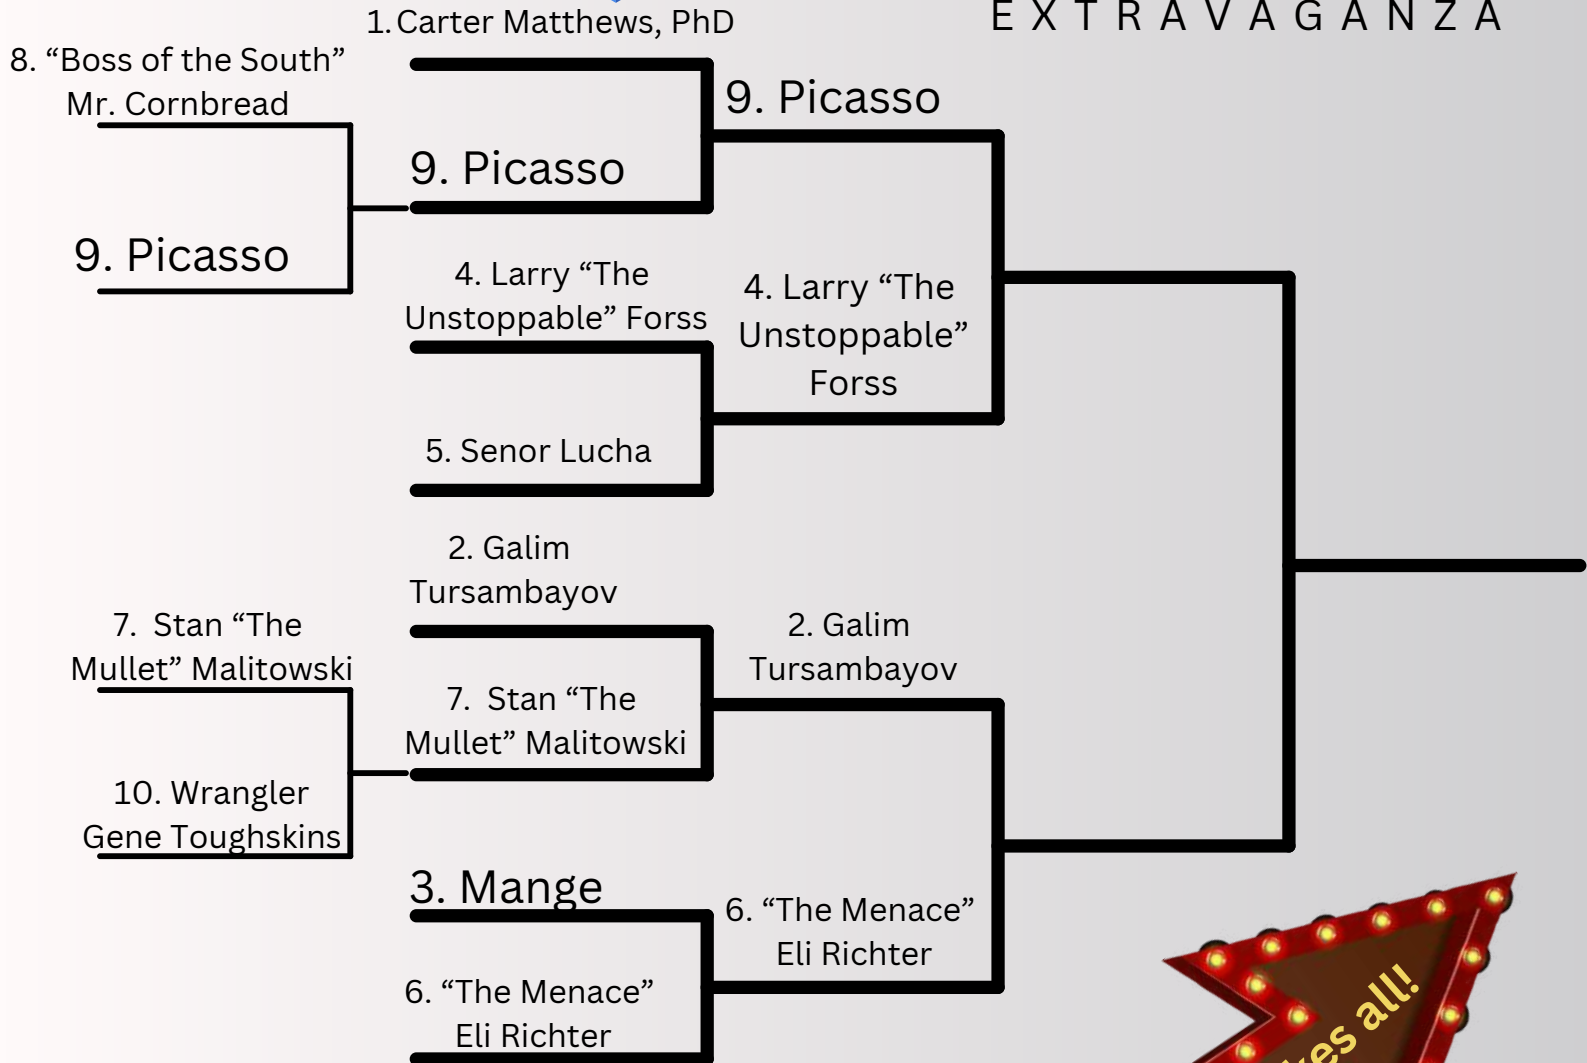 EXTRAVAGANZA
1. Carter Matthews, PhD
8. “Boss of the South”
Mr. Cornbread
9. Picasso
9. Picasso
9. Picasso
4. Larry “The
Unstoppable” Forss
5. Senor Lucha
4. Larry “The
Unstoppable”
Forss
7. Stan “The
Mullet” Malitowski
10. Wrangler
Gene Toughskins
2. Galim
Tursambayov
7. Stan “The
Mullet” Malitowski
2. Galim
Tursambayov
3. Mange
6. “The Menace”
Eli Richter
6. “The Menace”
Eli Richter
all!